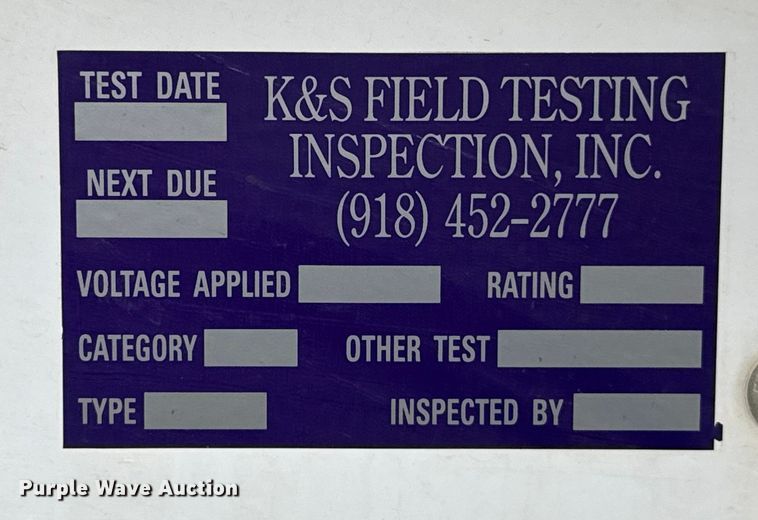 TEST DATE
K&S FIELD TESTING
INSPECTION, INC.
NEXT DUE
(918) 452-2777
VOLTAGE APPLIED
RATING
CATEGORY
OTHER TEST
TYPE
INSPECTED BY
Purple Wave Auction